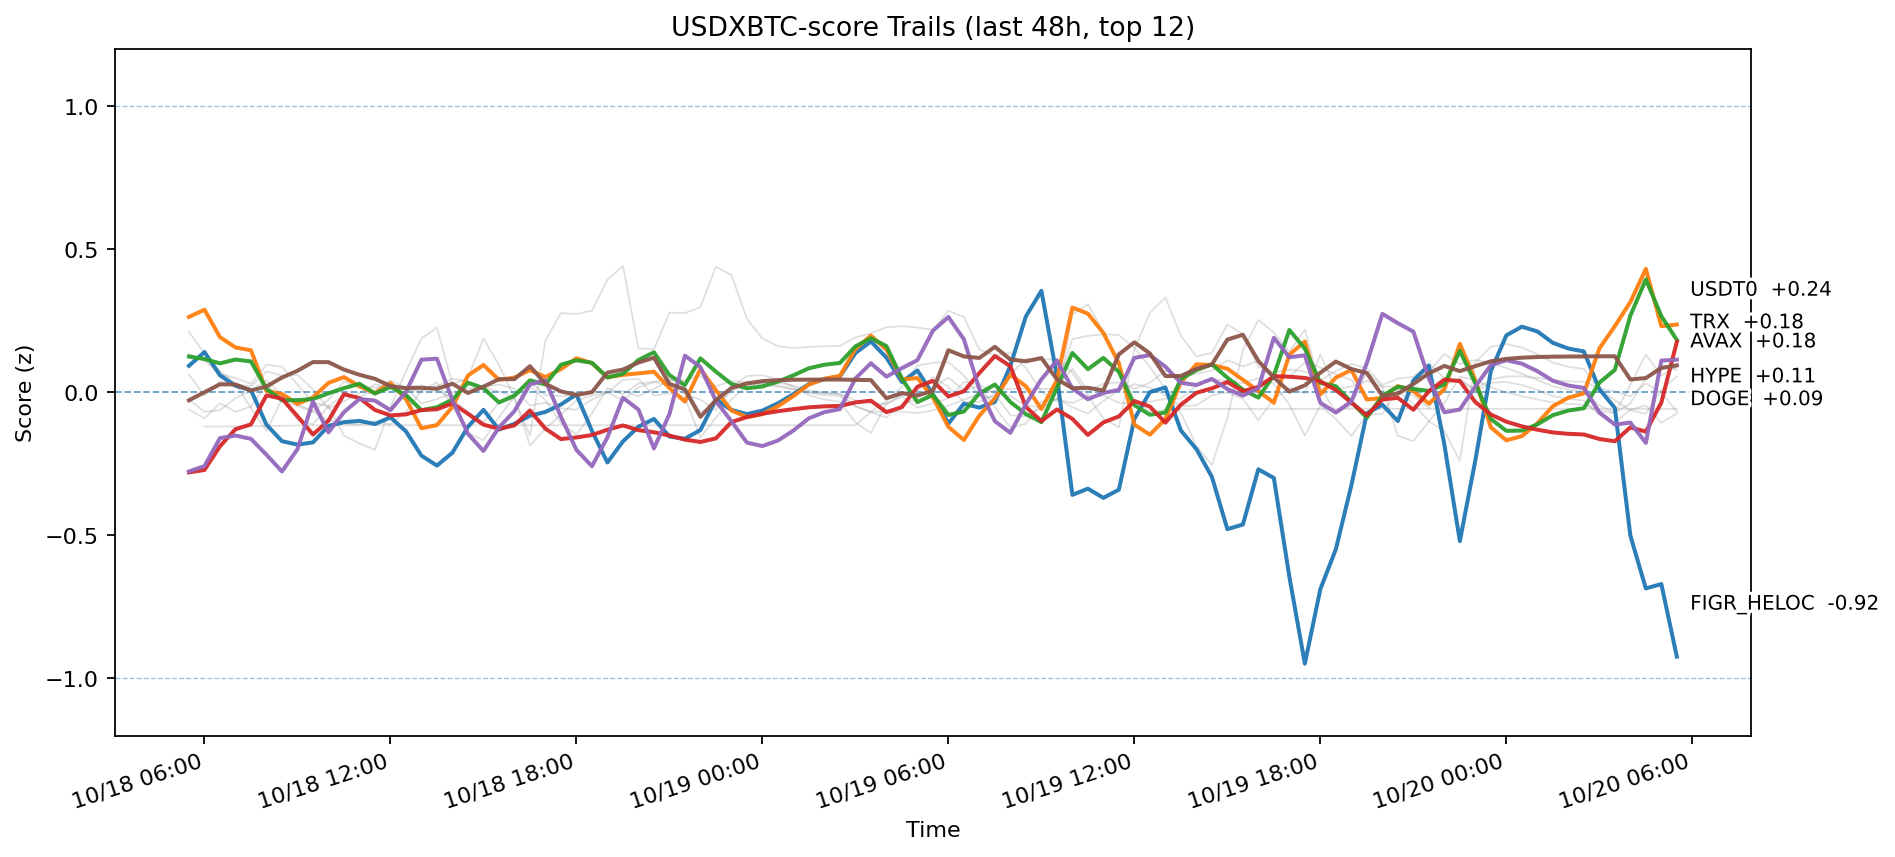 USDXBTC-score Trails (last 48h, top 12)
Score (z)
1.0
0.5
0.0
−0.5
−1.0
USDT0 +0.24
TRX +0.18
AVAX +0.18
HYPE +0.11
DOGE +0.09
FIGR_HELOC -0.92
10/18 06:00
10/18 12:00
10/18 18:00
10/19 00:00
10/19 06:00
10/19 12:00
10/19 18:00
10/20 00:00
10/20 06:00
Time